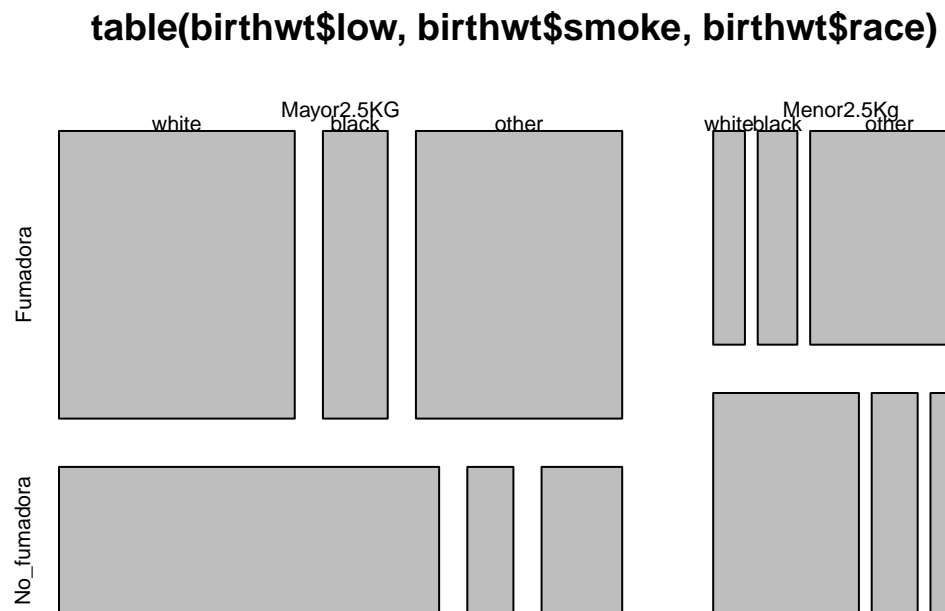 table(birthwt$low, birthwt$smoke, birthwt$race)
Mayor2.5KG
Menor2.5Kg
white
black
other
white
black
other
Fumadora
No_fumadora